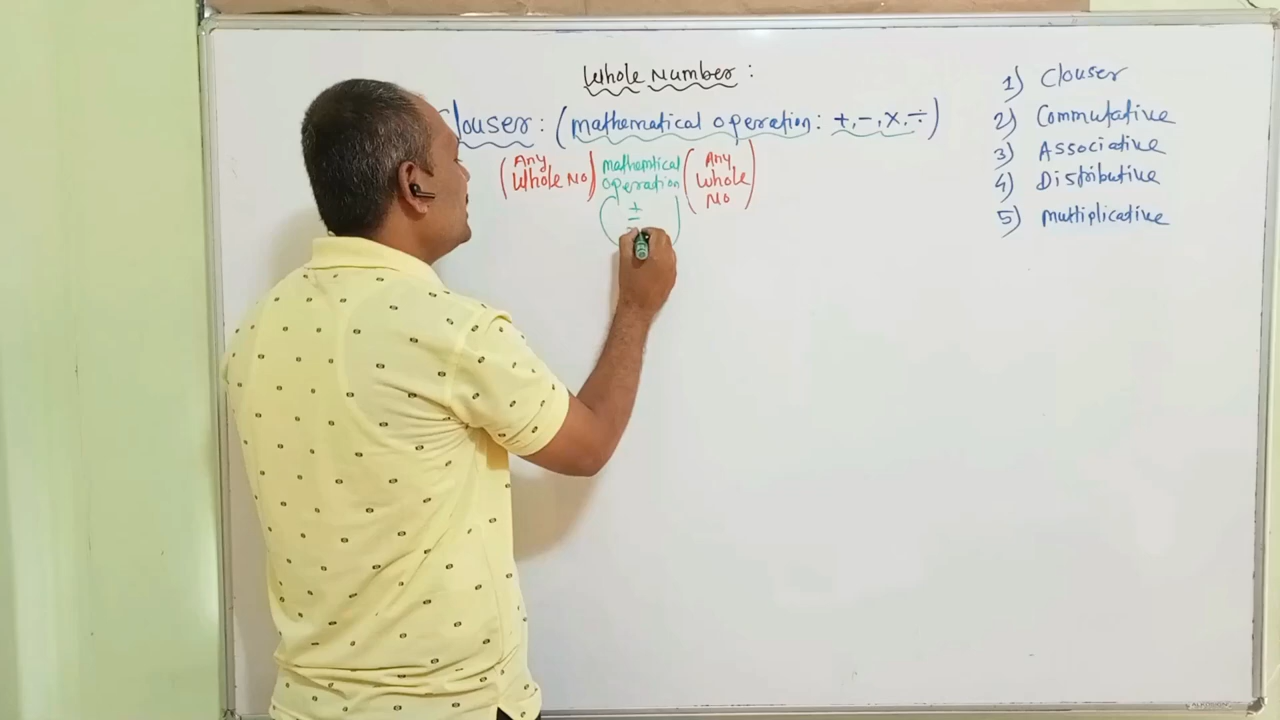 Whole Number :
Clouser : (mathematical operation : +, -, x, ÷)
(Any Whole No) mathemtical operation (Any Whole No)
(+
-
1) Clouser
2) Commutative
3) Associative
4) Distributive
5) multiplicative